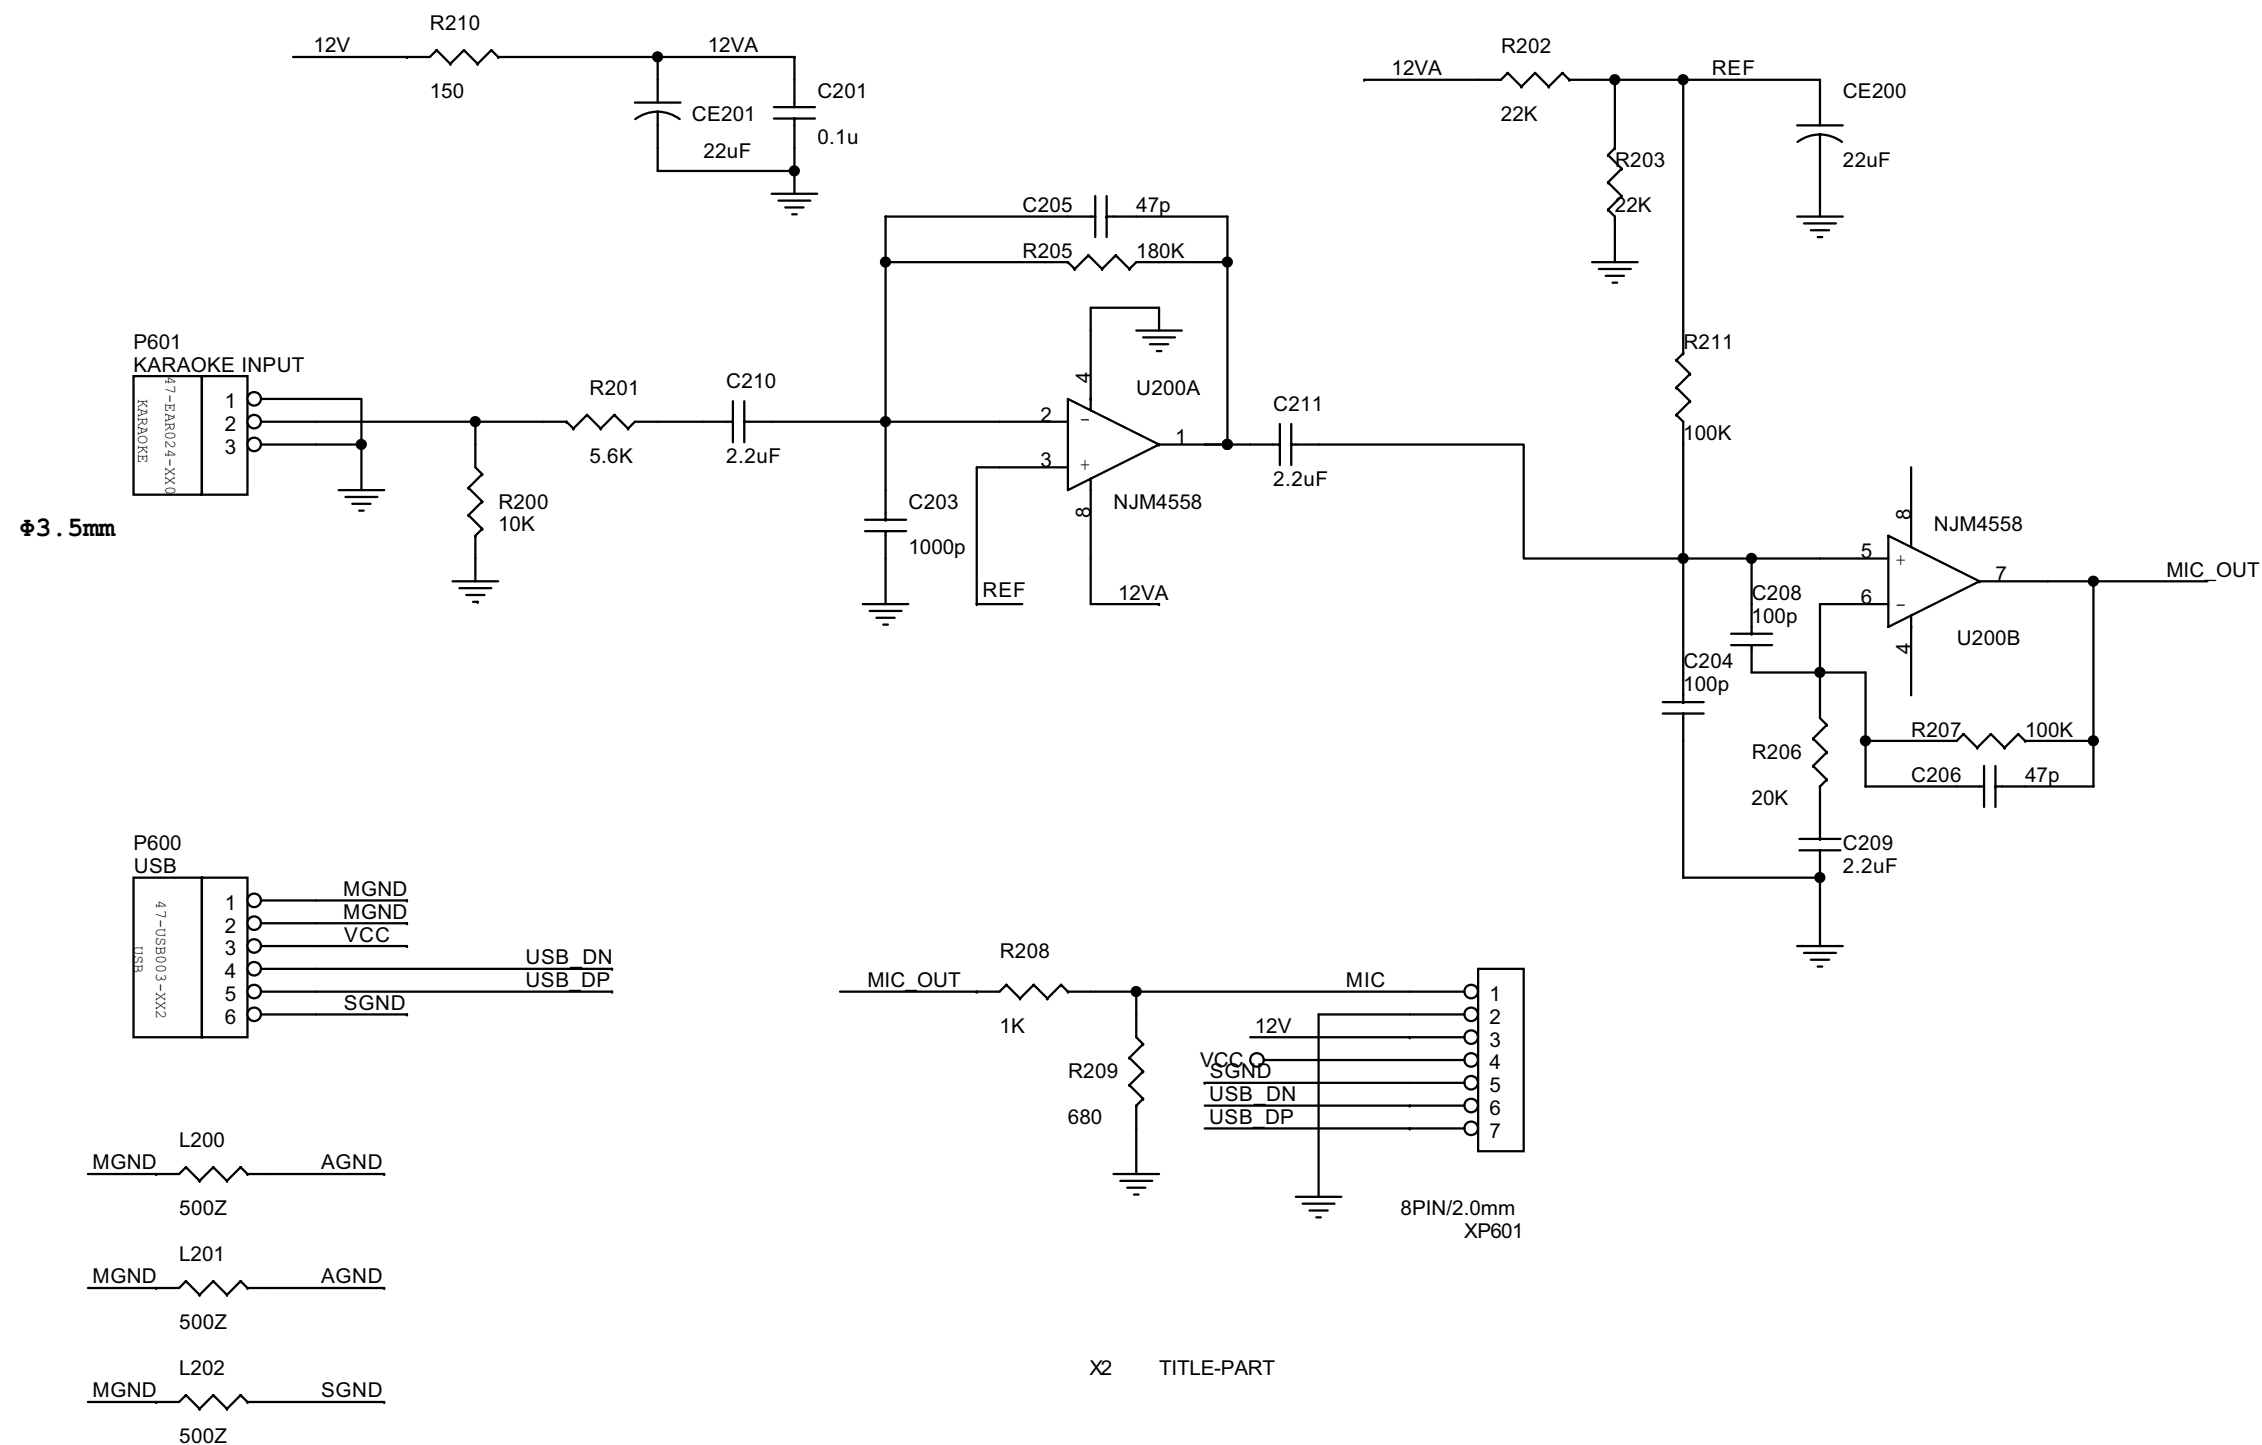 R210
12V
12VA
150
CE201
22uF
C201
0.1u
R202
12VA
REF
22K
R203
22K
CE200
22uF
C205
47p
R205
180K
P601
KARAOKE INPUT
47-EAR024-XX0
KARAOKE
1
2
3
Φ3.5mm
R201
5.6K
C210
2.2uF
R200
10K
C203
1000p
4
U200A
2
-
3
+
1
8
NJM4558
REF
12VA
C211
2.2uF
R211
100K
8
NJM4558
5
+
6
-
7
MIC_OUT
4
U200B
C208
100p
C204
100p
R207
100K
R206
20K
C206
47p
C209
2.2uF
P600
USB
47-USB003-XX2
USB
1
MGND
2
MGND
3
VCC
4
USB_DN
5
USB_DP
6
SGND
R208
MIC_OUT
MIC
1K
R209
680
12V
VCC
SGND
USB_DN
USB_DP
1
2
3
4
5
6
7
8PIN/2.0mm
XP601
L200
MGND
AGND
500Z
L201
MGND
AGND
500Z
L202
MGND
SGND
500Z
X2 TITLE-PART